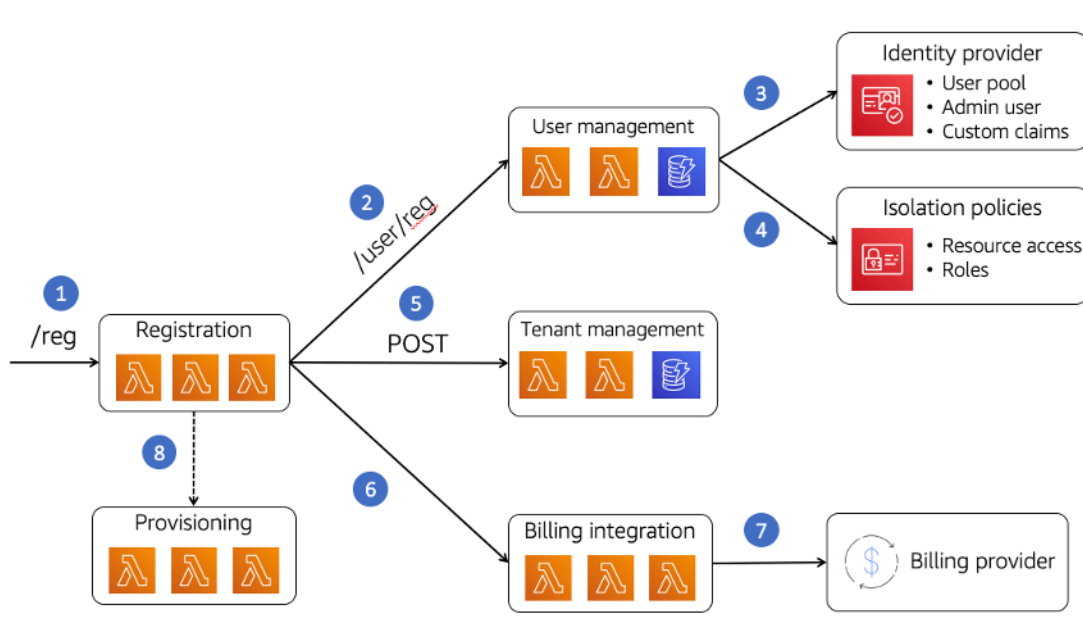 Identity provider
• User pool
• Admin user
• Custom claims
3
User management
2
/user/reg
4
Isolation policies
• Resource access
• Roles
1
/reg
Registration
5
POST
Tenant management
8
6
Provisioning
Billing integration
7
Billing provider
$